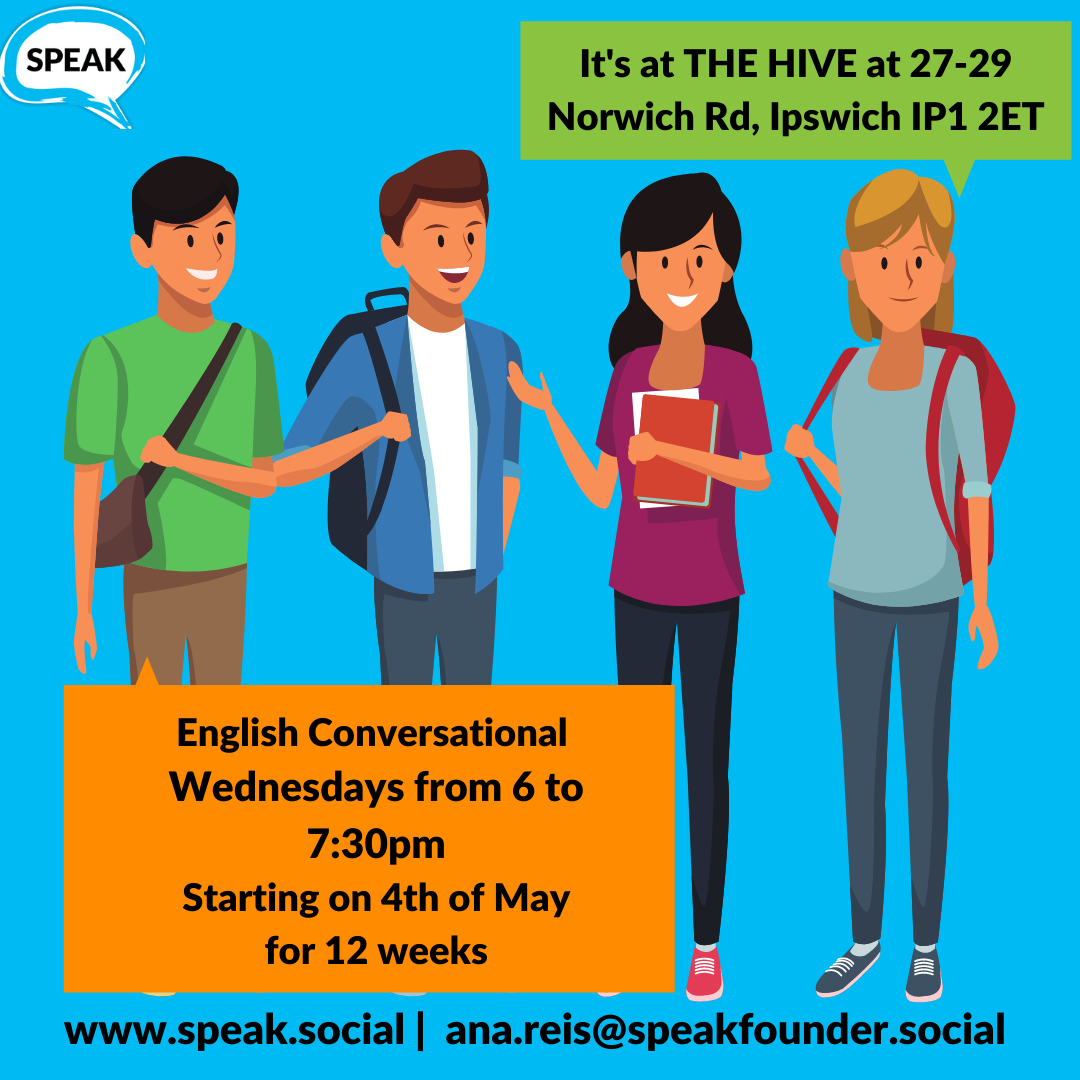 SPEAK
It's at THE HIVE at 27-29
Norwich Rd, Ipswich IP1 2ET
English Conversational
Wednesdays from 6 to
7:30pm
Starting on 4th of May
for 12 weeks
www.speak.social | ana.reis@speakfounder.social